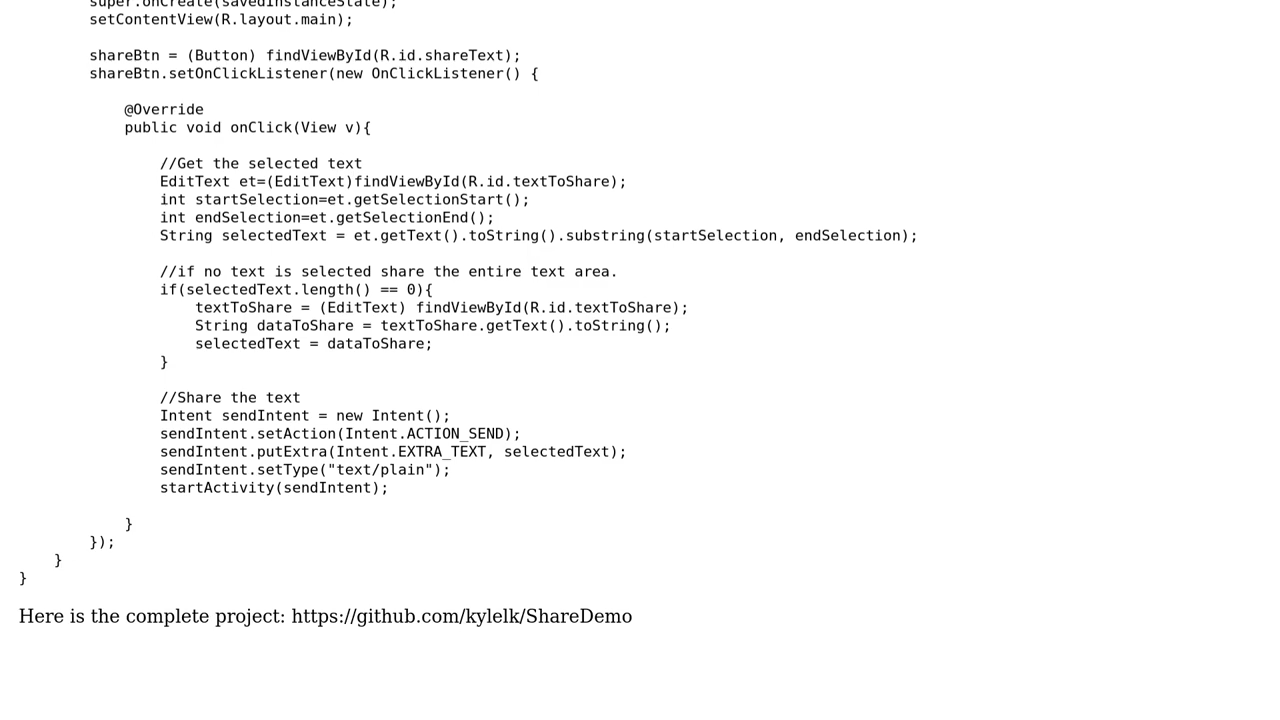 super.onCreate(savedInstanceState);
setContentView(R.layout.main);
shareBtn = (Button) findViewById(R.id.shareText);
shareBtn.setOnClickListener(new OnClickListener() {
@Override
public void onClick(View v){
//Get the selected text
EditText et=(EditText)findViewById(R.id.textToShare);
int startSelection=et.getSelectionStart();
int endSelection=et.getSelectionEnd();
String selectedText = et.getText().toString().substring(startSelection, endSelection);
//if no text is selected share the entire text area.
if(selectedText.length() == 0){
textToShare = (EditText) findViewById(R.id.textToShare);
String dataToShare = textToShare.getText().toString();
selectedText = dataToShare;
}
//Share the text
Intent sendIntent = new Intent();
sendIntent.setAction(Intent.ACTION_SEND);
sendIntent.putExtra(Intent.EXTRA_TEXT, selectedText);
sendIntent.setType("text/plain");
startActivity(sendIntent);
}
});
}
}
Here is the complete project: https://github.com/kylelk/ShareDemo